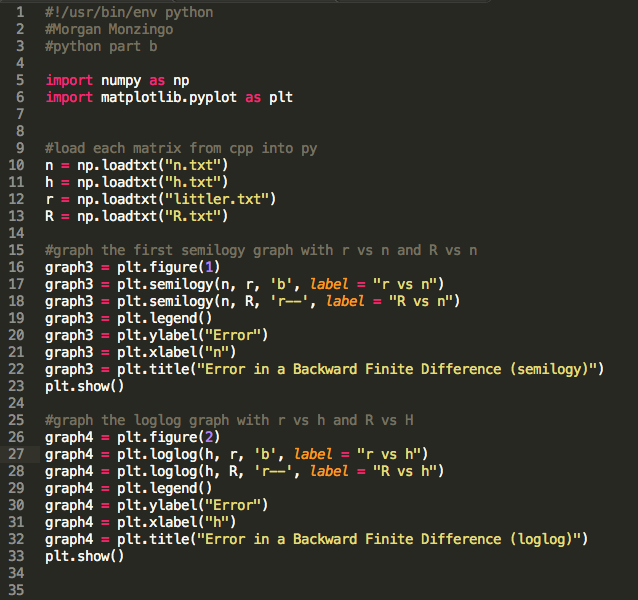 1 #!/usr/bin/env python
2 #Morgan Monzingo
3 #python part b
4
5 import numpy as np
6 import matplotlib.pyplot as plt
7
8
9 #load each matrix from cpp into py
10 n = np.loadtxt("n.txt")
11 h = np.loadtxt("h.txt")
12 r = np.loadtxt("littler.txt")
13 R = np.loadtxt("R.txt")
14
15 #graph the first semilogy graph with r vs n and R vs n
16 graph3 = plt.figure(1)
17 graph3 = plt.semilogy(n, r, 'b', label = "r vs n")
18 graph3 = plt.semilogy(n, R, 'r--', label = "R vs n")
19 graph3 = plt.legend()
20 graph3 = plt.ylabel("Error")
21 graph3 = plt.xlabel("n")
22 graph3 = plt.title("Error in a Backward Finite Difference (semilogy)")
23 plt.show()
24
25 #graph the loglog graph with r vs h and R vs H
26 graph4 = plt.figure(2)
27 graph4 = plt.loglog(h, r, 'b', label = "r vs h")
28 graph4 = plt.loglog(h, R, 'r--', label = "R vs h")
29 graph4 = plt.legend()
30 graph4 = plt.ylabel("Error")
31 graph4 = plt.xlabel("h")
32 graph4 = plt.title("Error in a Backward Finite Difference (loglog)")
33 plt.show()
34
35